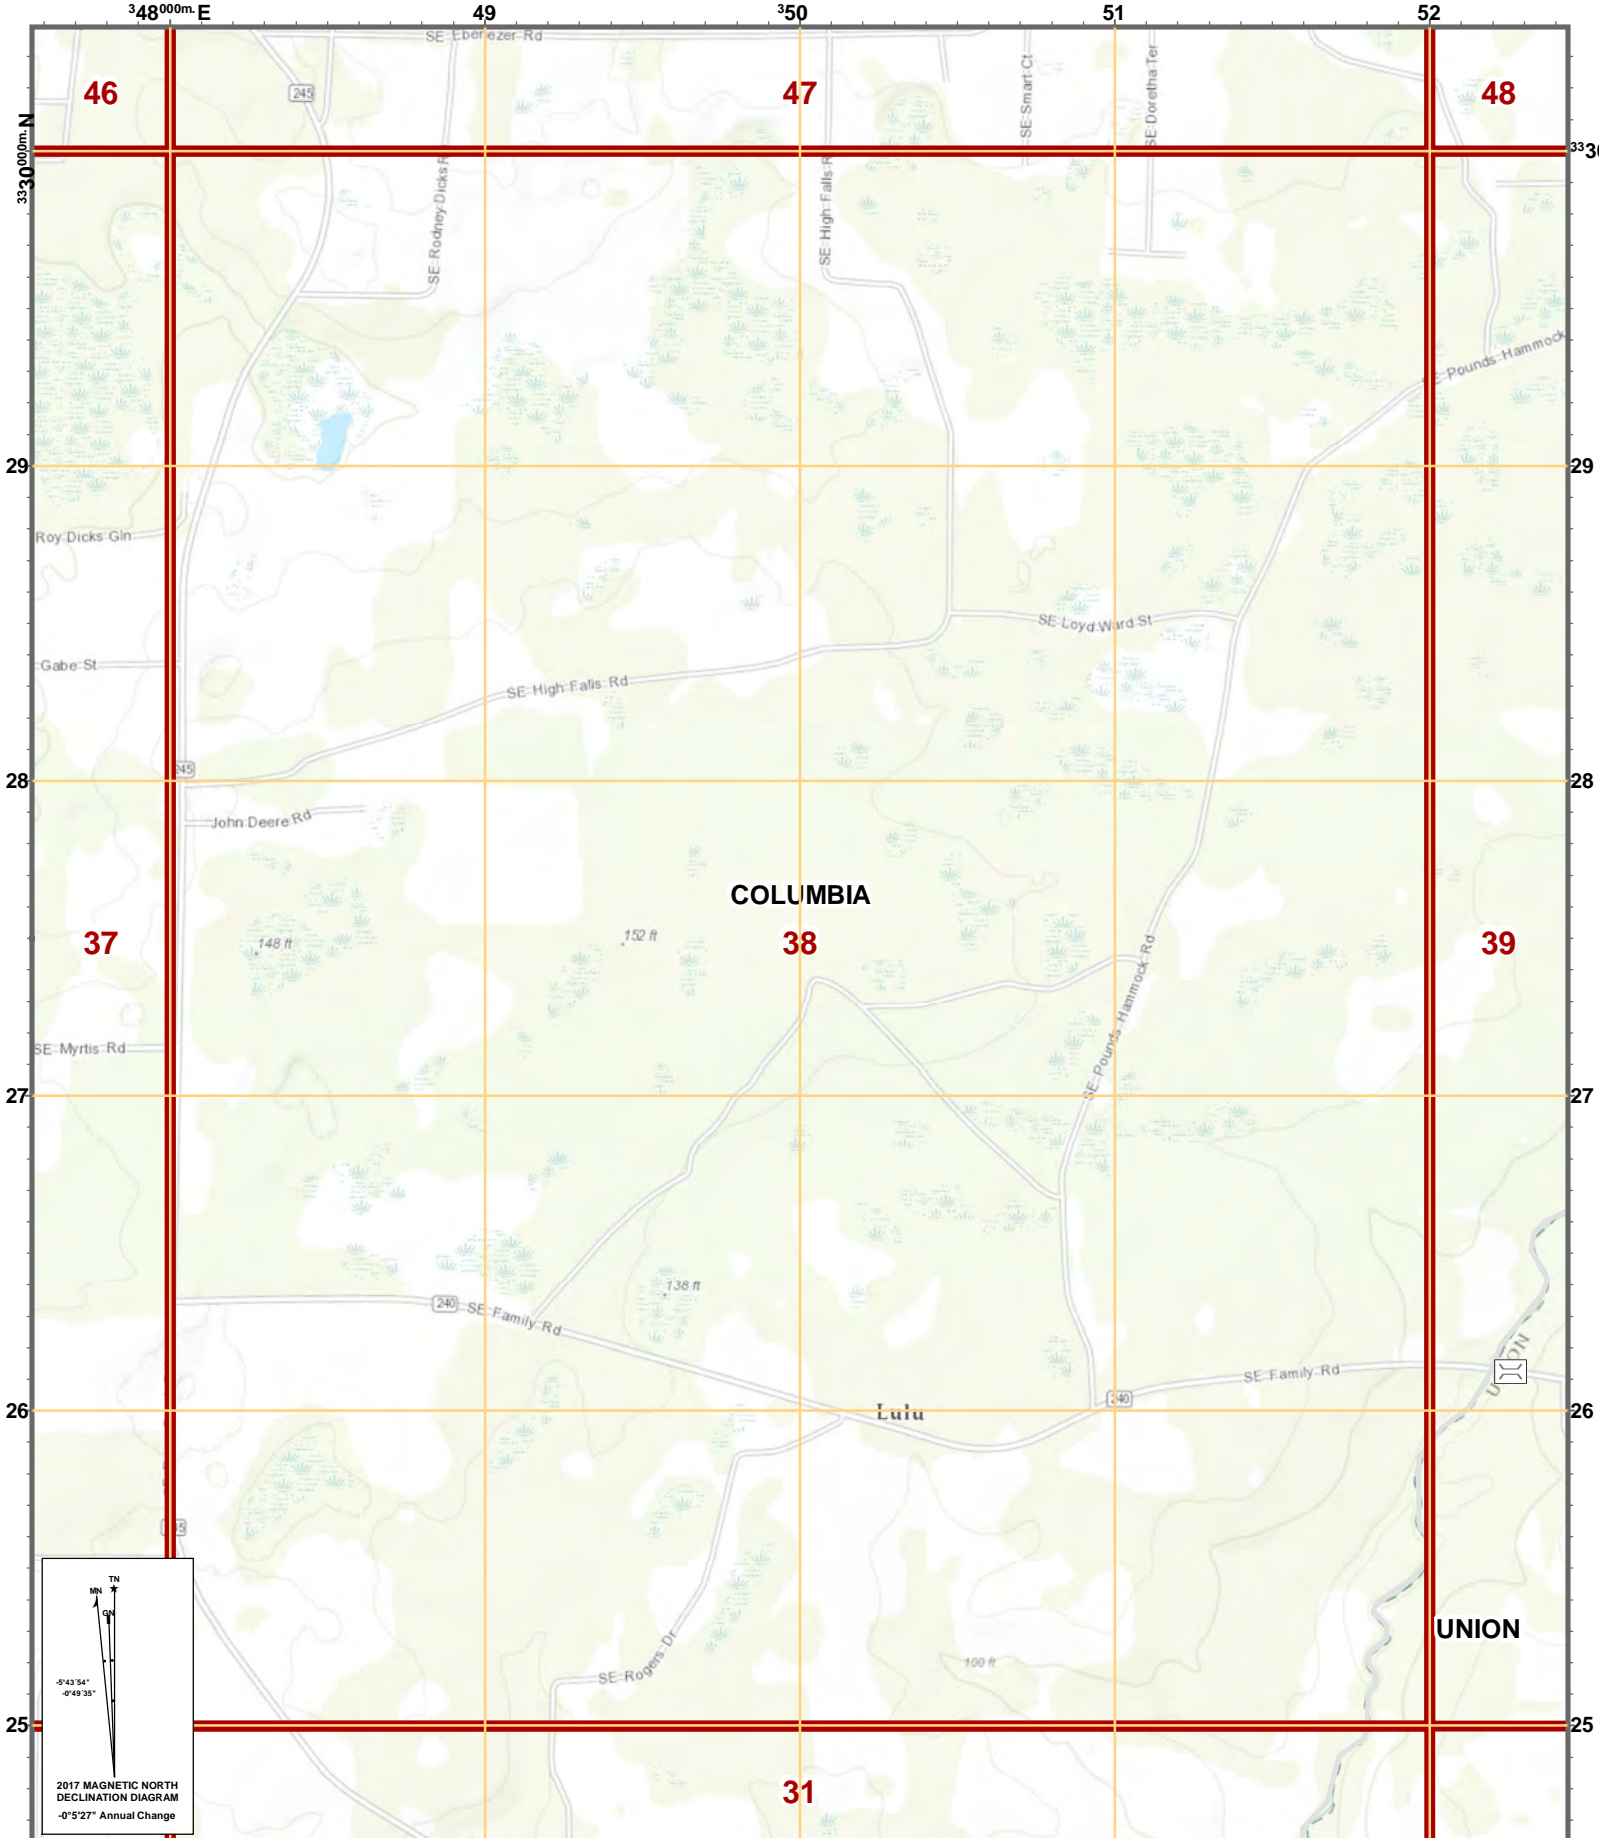 ³48⁰⁰⁰ᵐ· E
49
³50
51
52
SE Ebenezer Rd
46
245
47
SE Smart Ct
SE Doretha Ter
48
³³30⁰⁰⁰ᵐ· N
³³3
SE Rodney Dicks R
SE High Falls R
Pounds Hammock
29
29
Roy Dicks Gln
SE Loyd Ward St
Gabe St
SE High Falls Rd
245
28
28
John Deere Rd
COLUMBIA
37
148 ft
152 ft
38
39
SE Pounds Hammock Rd
SE Myrtis Rd
27
27
138 ft
240
SE Family Rd
SE Family Rd
UNION
240
26
Lulu
26
UNION
SE Rogers Dr
100 ft
25
25
TN
MN
GN
-5°43´54"
-0°49´35"
2017 MAGNETIC NORTH
DECLINATION DIAGRAM
-0°5'27" Annual Change
31